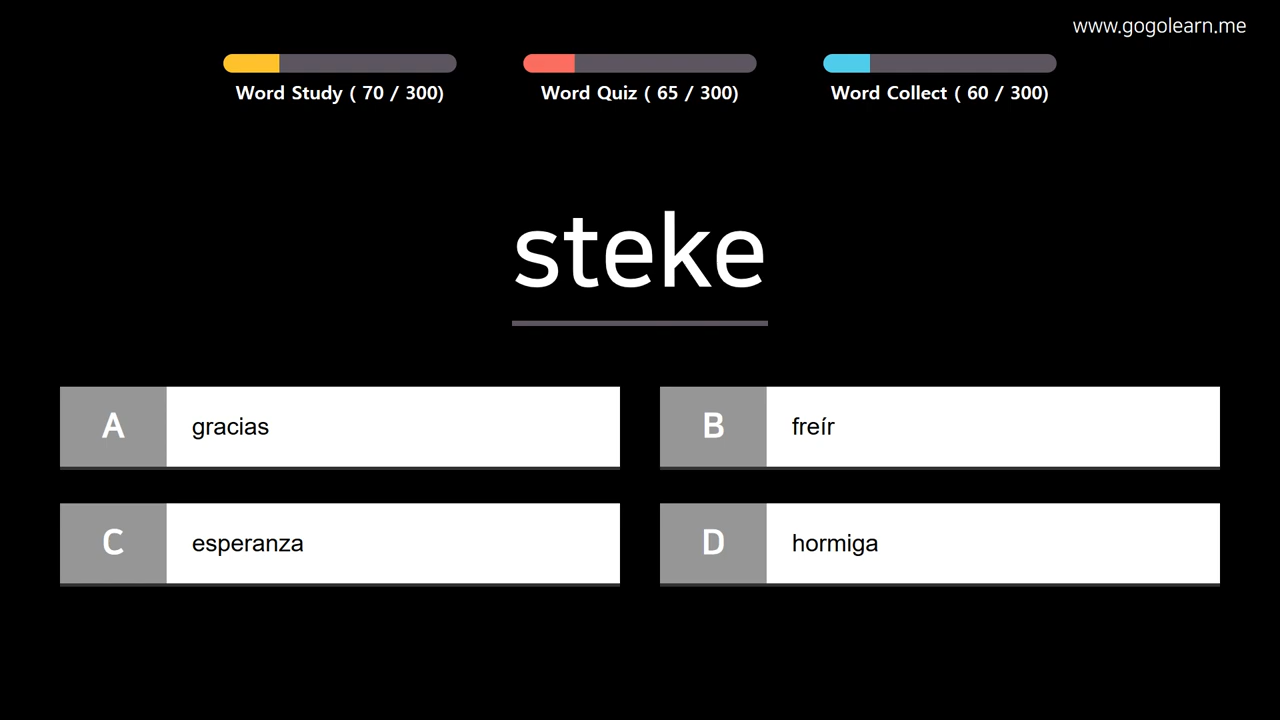 www.gogolearn.me
Word Study ( 70 / 300)
Word Quiz ( 65 / 300)
Word Collect ( 60 / 300)
steke
A
gracias
B
freír
C
esperanza
D
hormiga